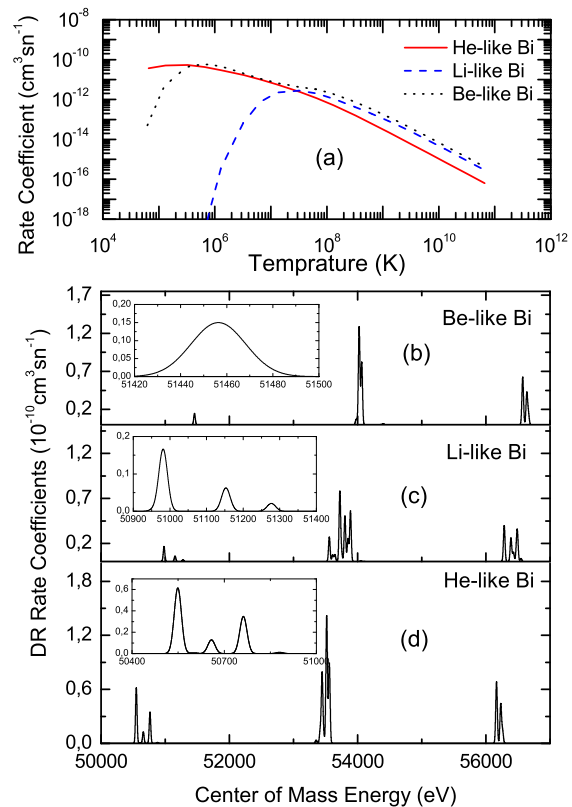 10^-8
10^-10
10^-12
10^-14
10^-16
10^-18
Rate Coefficient (cm^3sn^-1)
He-like Bi
Li-like Bi
Be-like Bi
(a)
10^4 10^6 10^8 10^10 10^12
Temprature (K)
DR Rate Coefficients (10^-10cm^3sn^-1)
1,7
1,2
0,7
0,2
Be-like Bi
(b)
0,20
0,15
0,10
0,05
0,00
51420 51440 51460 51480 51500
1,2
0,7
0,2
Li-like Bi
(c)
0,2
0,1
0,0
50900 51000 51100 51200 51300 51400
1,8
1,2
0,6
0,0
He-like Bi
(d)
0,6
0,4
0,2
0,0
50400 50700 51000
50000 52000 54000 56000
Center of Mass Energy (eV)